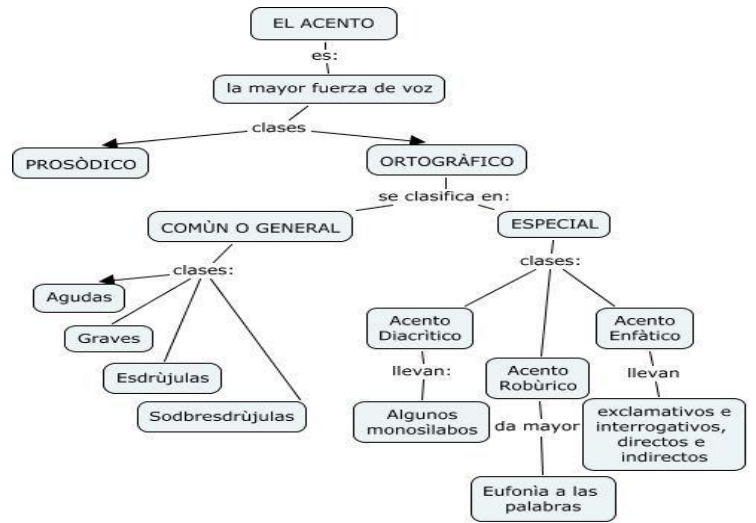 EL ACENTO
es:
la mayor fuerza de voz
clases
PROSÒDICO
ORTOGRÀFICO
se clasifica en:
COMÙN O GENERAL
ESPECIAL
clases:
Agudas
Graves
Esdrùjulas
Sodbresdrùjulas
clases:
Acento
Diacrìtico
llevan:
Algunos
monosìlabos
Acento
Robùrico
da mayor
Eufonìa a las
palabras
Acento
Enfàtico
llevan
exclamativos e
interrogativos,
directos e
indirectos